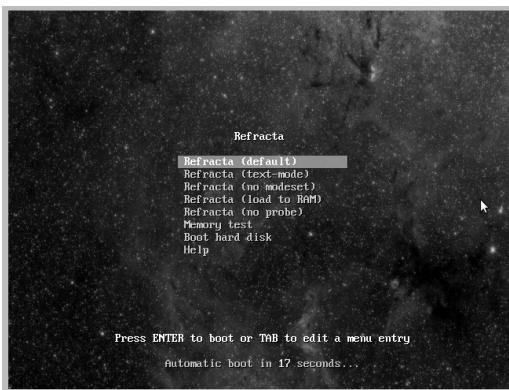 Refracta
Refracta (default)
Refracta (text-mode)
Refracta (no modeset)
Refracta (load to RAM)
Refracta (no probe)
Memory test
Boot hard disk
Help
Press ENTER to boot or TAB to edit a menu entry
Automatic boot in 17 seconds...